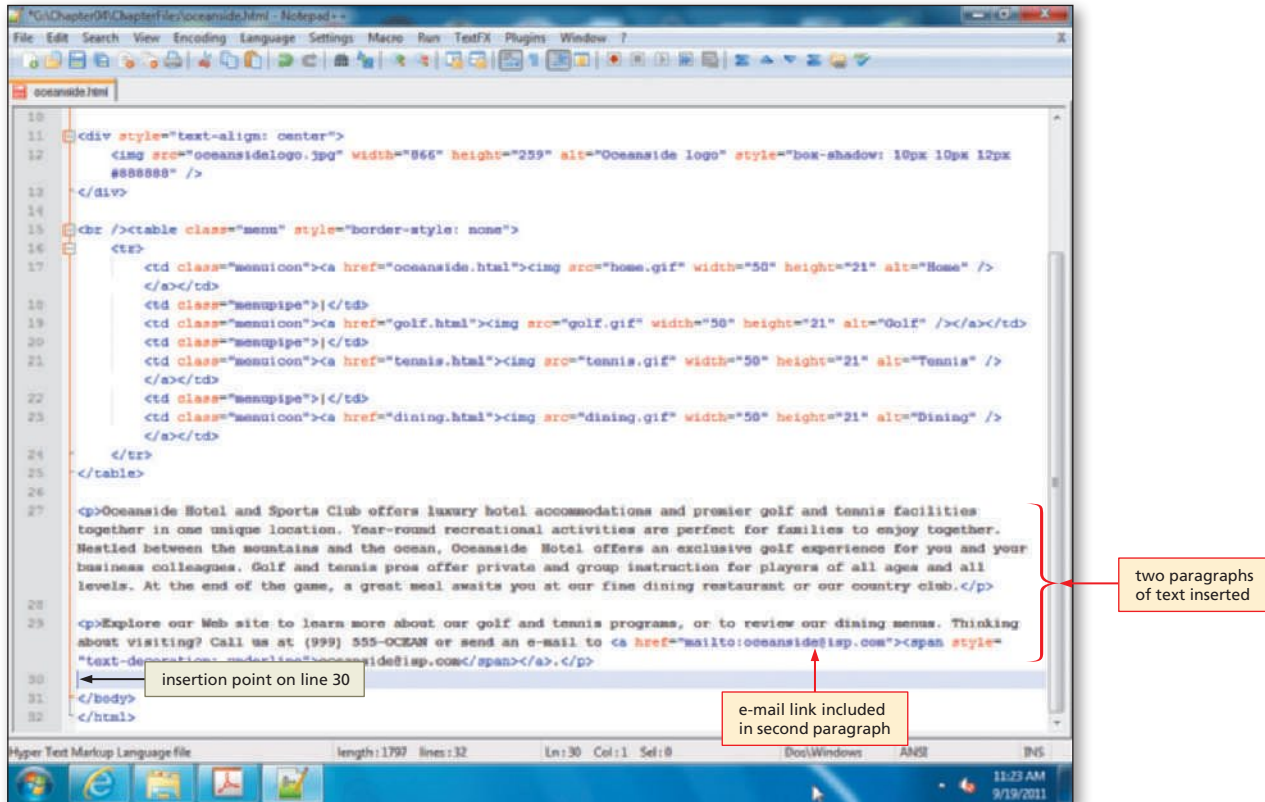 *G:\Chapter04\ChapterFiles\oceanside.html - Notepad++
File Edit Search View Encoding Language Settings Macro Run TextFX Plugins Window ?
X
oceanside.html
10
11 <div style="text-align: center">
12 <img src="oceansidelogo.jpg" width="866" height="259" alt="Oceanside logo" style="box-shadow: 10px 10px 12px
#888888" />
13 </div>
14
15 <br /><table class="menu" style="border-style: none">
16 <tr>
17 <td class="menuicon"><a href="oceanside.html"><img src="home.gif" width="50" height="21" alt="Home" />
</a></td>
18 <td class="menupipe">|</td>
19 <td class="menuicon"><a href="golf.html"><img src="golf.gif" width="50" height="21" alt="Golf" /></a></td>
20 <td class="menupipe">|</td>
21 <td class="menuicon"><a href="tennis.html"><img src="tennis.gif" width="50" height="21" alt="Tennis" />
</a></td>
22 <td class="menupipe">|</td>
23 <td class="menuicon"><a href="dining.html"><img src="dining.gif" width="50" height="21" alt="Dining" />
</a></td>
24 </tr>
25 </table>
26
27 <p>Oceanside Hotel and Sports Club offers luxury hotel accommodations and premier golf and tennis facilities
together in one unique location. Year-round recreational activities are perfect for families to enjoy together.
Nestled between the mountains and the ocean, Oceanside Hotel offers an exclusive golf experience for you and your
business colleagues. Golf and tennis pros offer private and group instruction for players of all ages and all
levels. At the end of the game, a great meal awaits you at our fine dining restaurant or our country club.</p>
28
29 <p>Explore our Web site to learn more about our golf and tennis programs, or to review our dining menus. Thinking
about visiting? Call us at (999) 555-OCEAN or send an e-mail to <a href="mailto:oceanside@isp.com"><span style=
"text-decoration: underline">oceanside@isp.com</span></a>.</p>
30
31 </body>
32 </html>
two paragraphs
of text inserted
insertion point on line 30
e-mail link included
in second paragraph
Hyper Text Markup Language file length : 1797 lines : 32 Ln : 30 Col : 1 Sel : 0 Dos\Windows ANSI INS
11:23 AM
9/19/2011